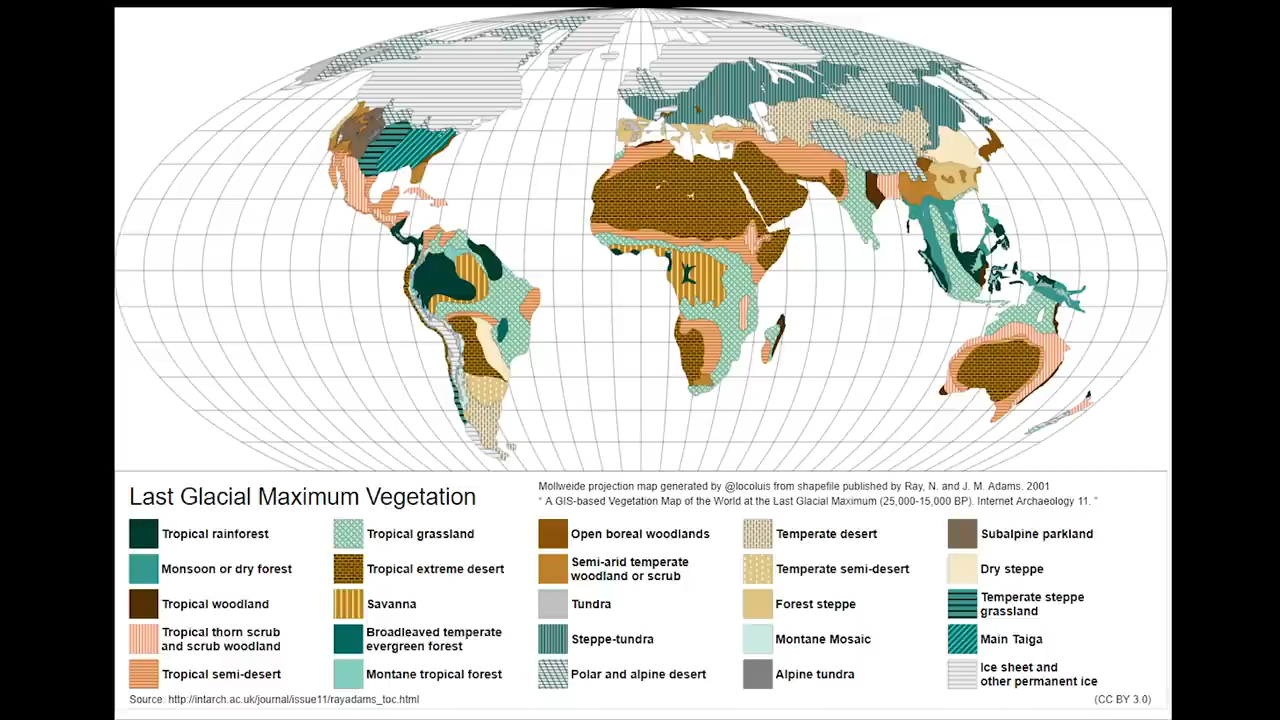 Last Glacial Maximum Vegetation
Mollweide projection map generated by @locoluis from shapefile published by Ray, N. and J. M. Adams. 2001
“ A GIS-based Vegetation Map of the World at the Last Glacial Maximum (25,000-15,000 BP). Internet Archaeology 11. ”
Tropical rainforest
Monsoon or dry forest
Tropical woodland
Tropical thorn scrub
and scrub woodland
Tropical semi-desert
Tropical grassland
Tropical extreme desert
Savanna
Broadleaved temperate
evergreen forest
Montane tropical forest
Open boreal woodlands
Semi-arid temperate
woodland or scrub
Tundra
Steppe-tundra
Polar and alpine desert
Temperate desert
Temperate semi-desert
Forest steppe
Montane Mosaic
Alpine tundra
Subalpine parkland
Dry steppe
Temperate steppe
grassland
Main Taiga
Ice sheet and
other permanent ice
Source: http://intarch.ac.uk/journal/issue11/rayadams_toc.html
(CC BY 3.0)